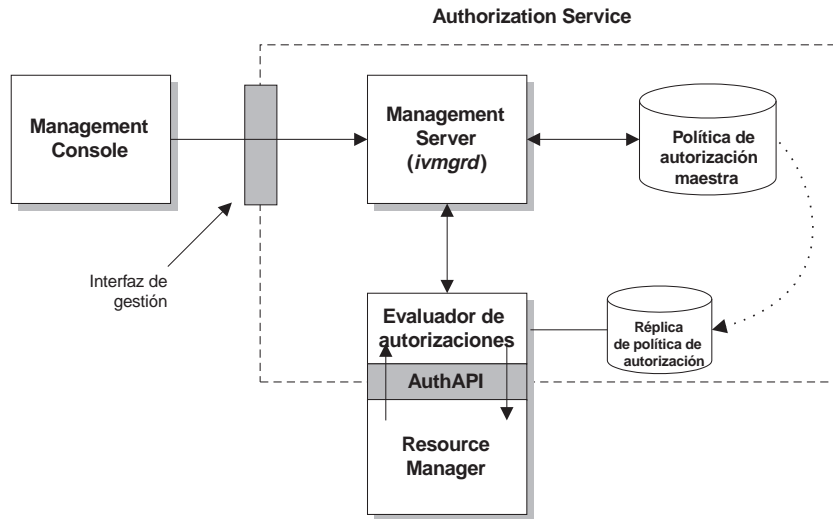 Authorization Service
Management
Console
Management
Server
(ivmgrd)
Política de
autorización
maestra
Interfaz de
gestión
Evaluador de
autorizaciones
Réplica
de política de
autorización
AuthAPI
Resource
Manager